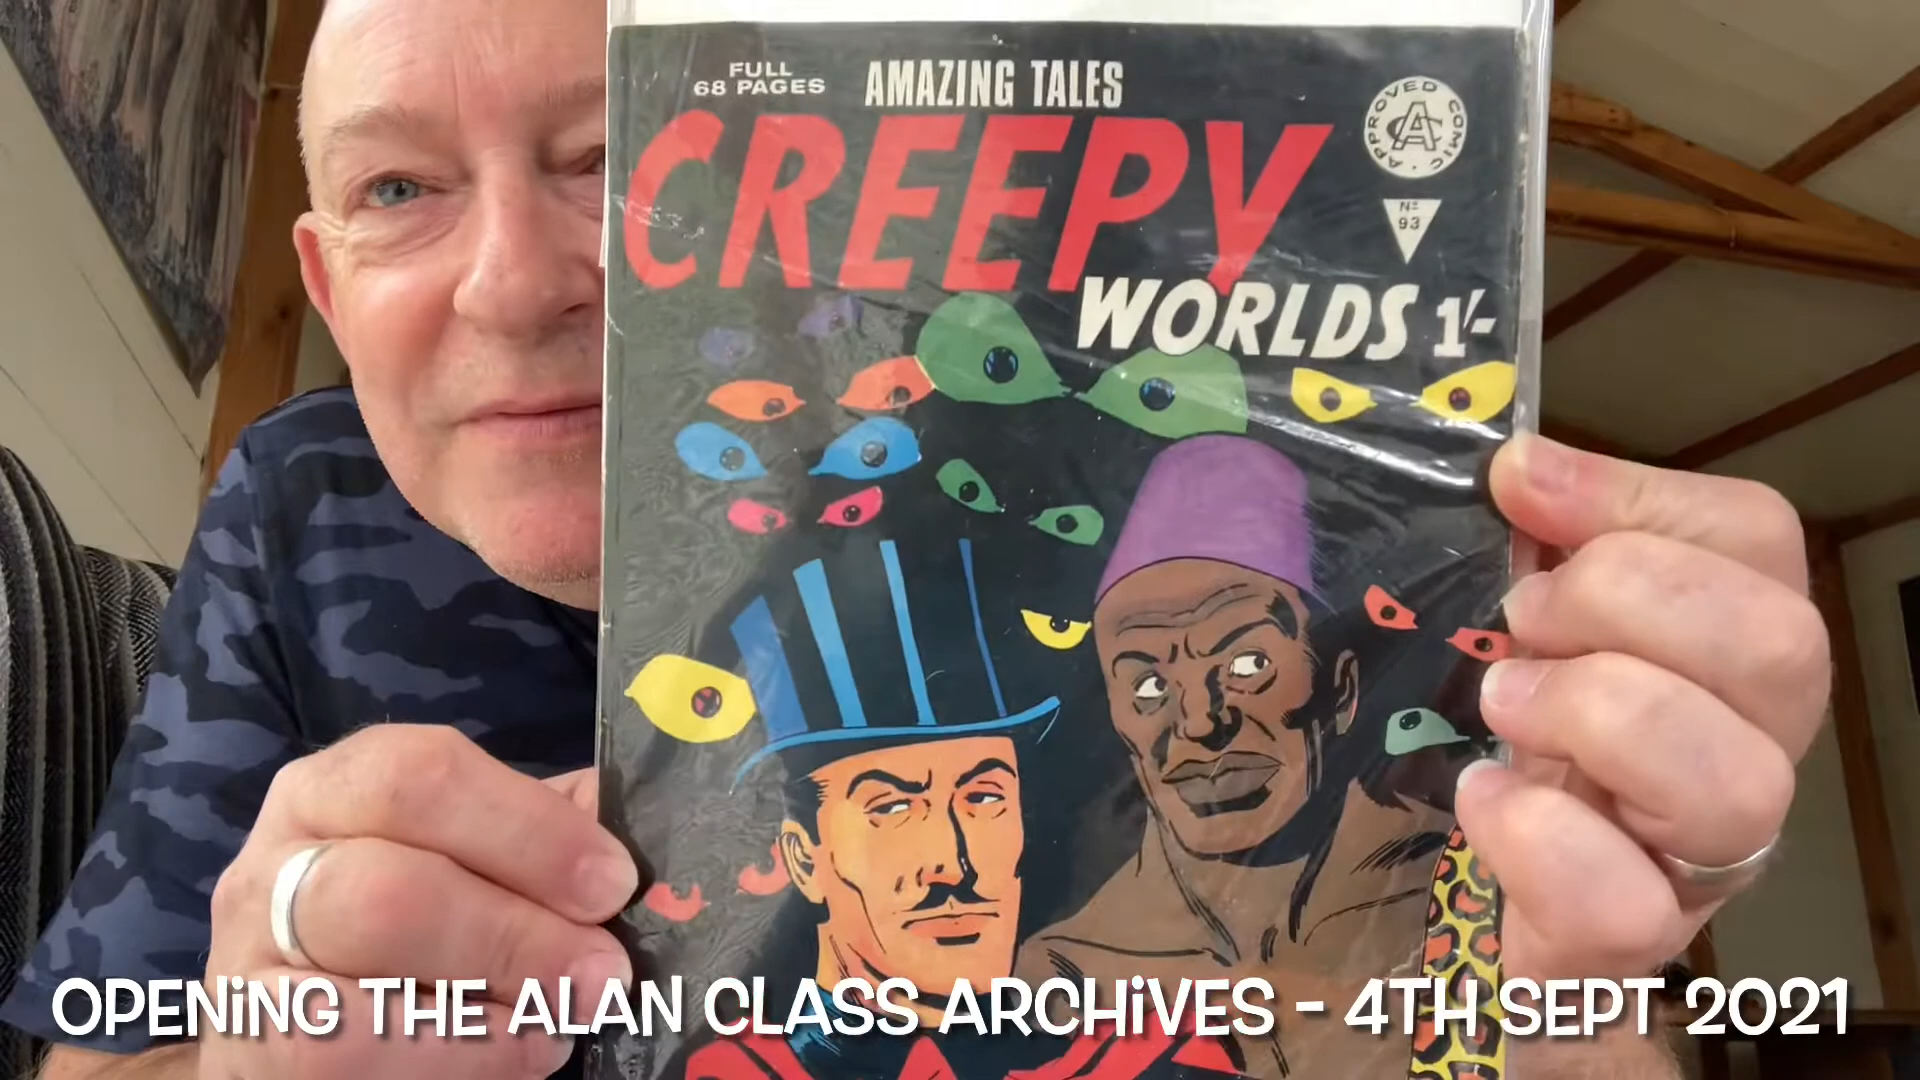 FULL
68 PAGES
AMAZING TALES
APPROVED COMIC
AC
Nº
93
CREEPY
WORLDS 1/-
OPENiNG THE ALAN CLASS ARCHiVES - 4TH SEPT 2021